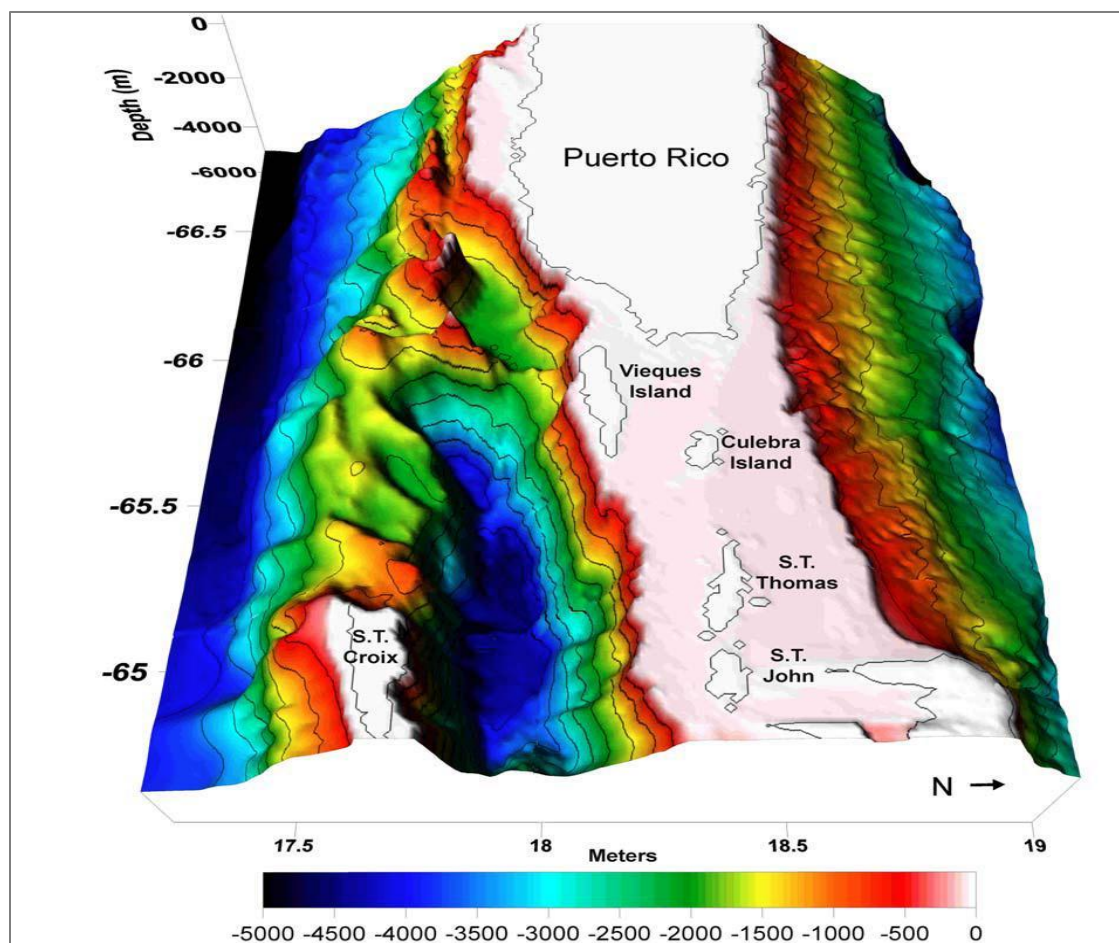 0
-2000
-4000
-6000
Depth (m)
-66.5
-66
-65.5
-65
Puerto Rico
Vieques
Island
Culebra
Island
S.T.
Thomas
S.T.
Croix
S.T.
John
N
17.5
18
18.5
19
Meters
-5000 -4500 -4000 -3500 -3000 -2500 -2000 -1500 -1000 -500 0